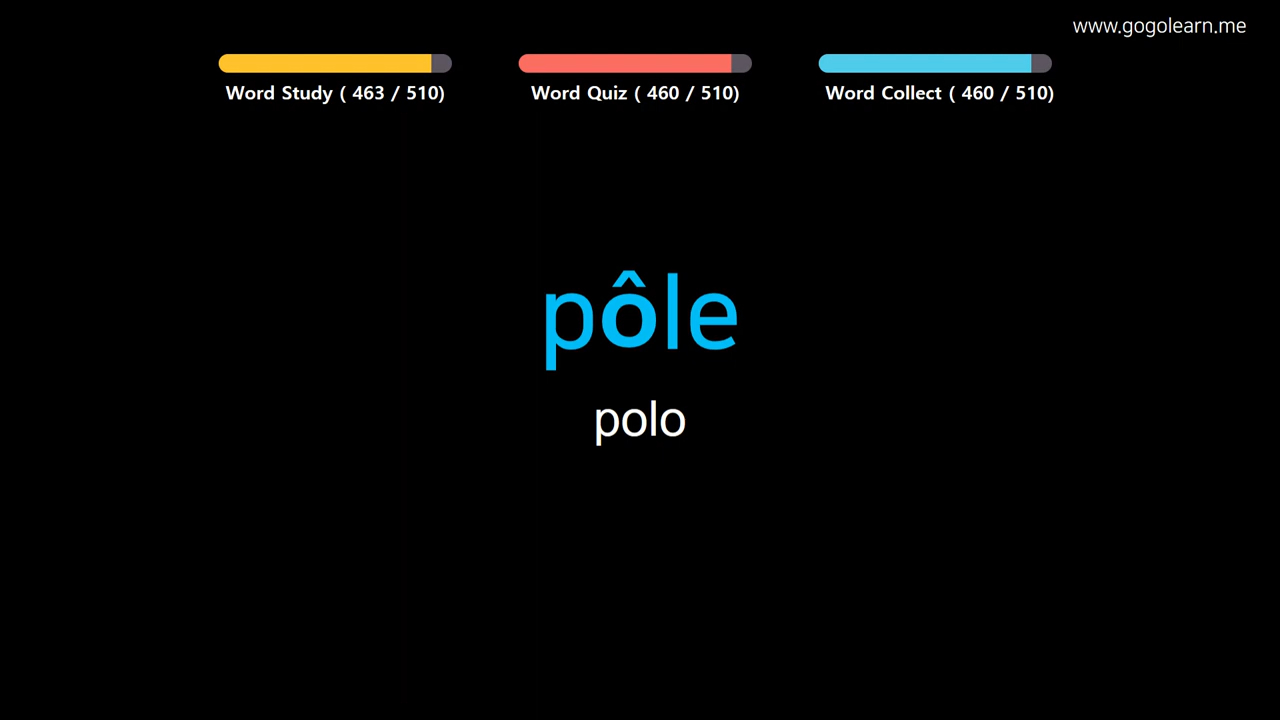 www.gogolearn.me
Word Study ( 463 / 510)
Word Quiz ( 460 / 510)
Word Collect ( 460 / 510)
pôle
polo